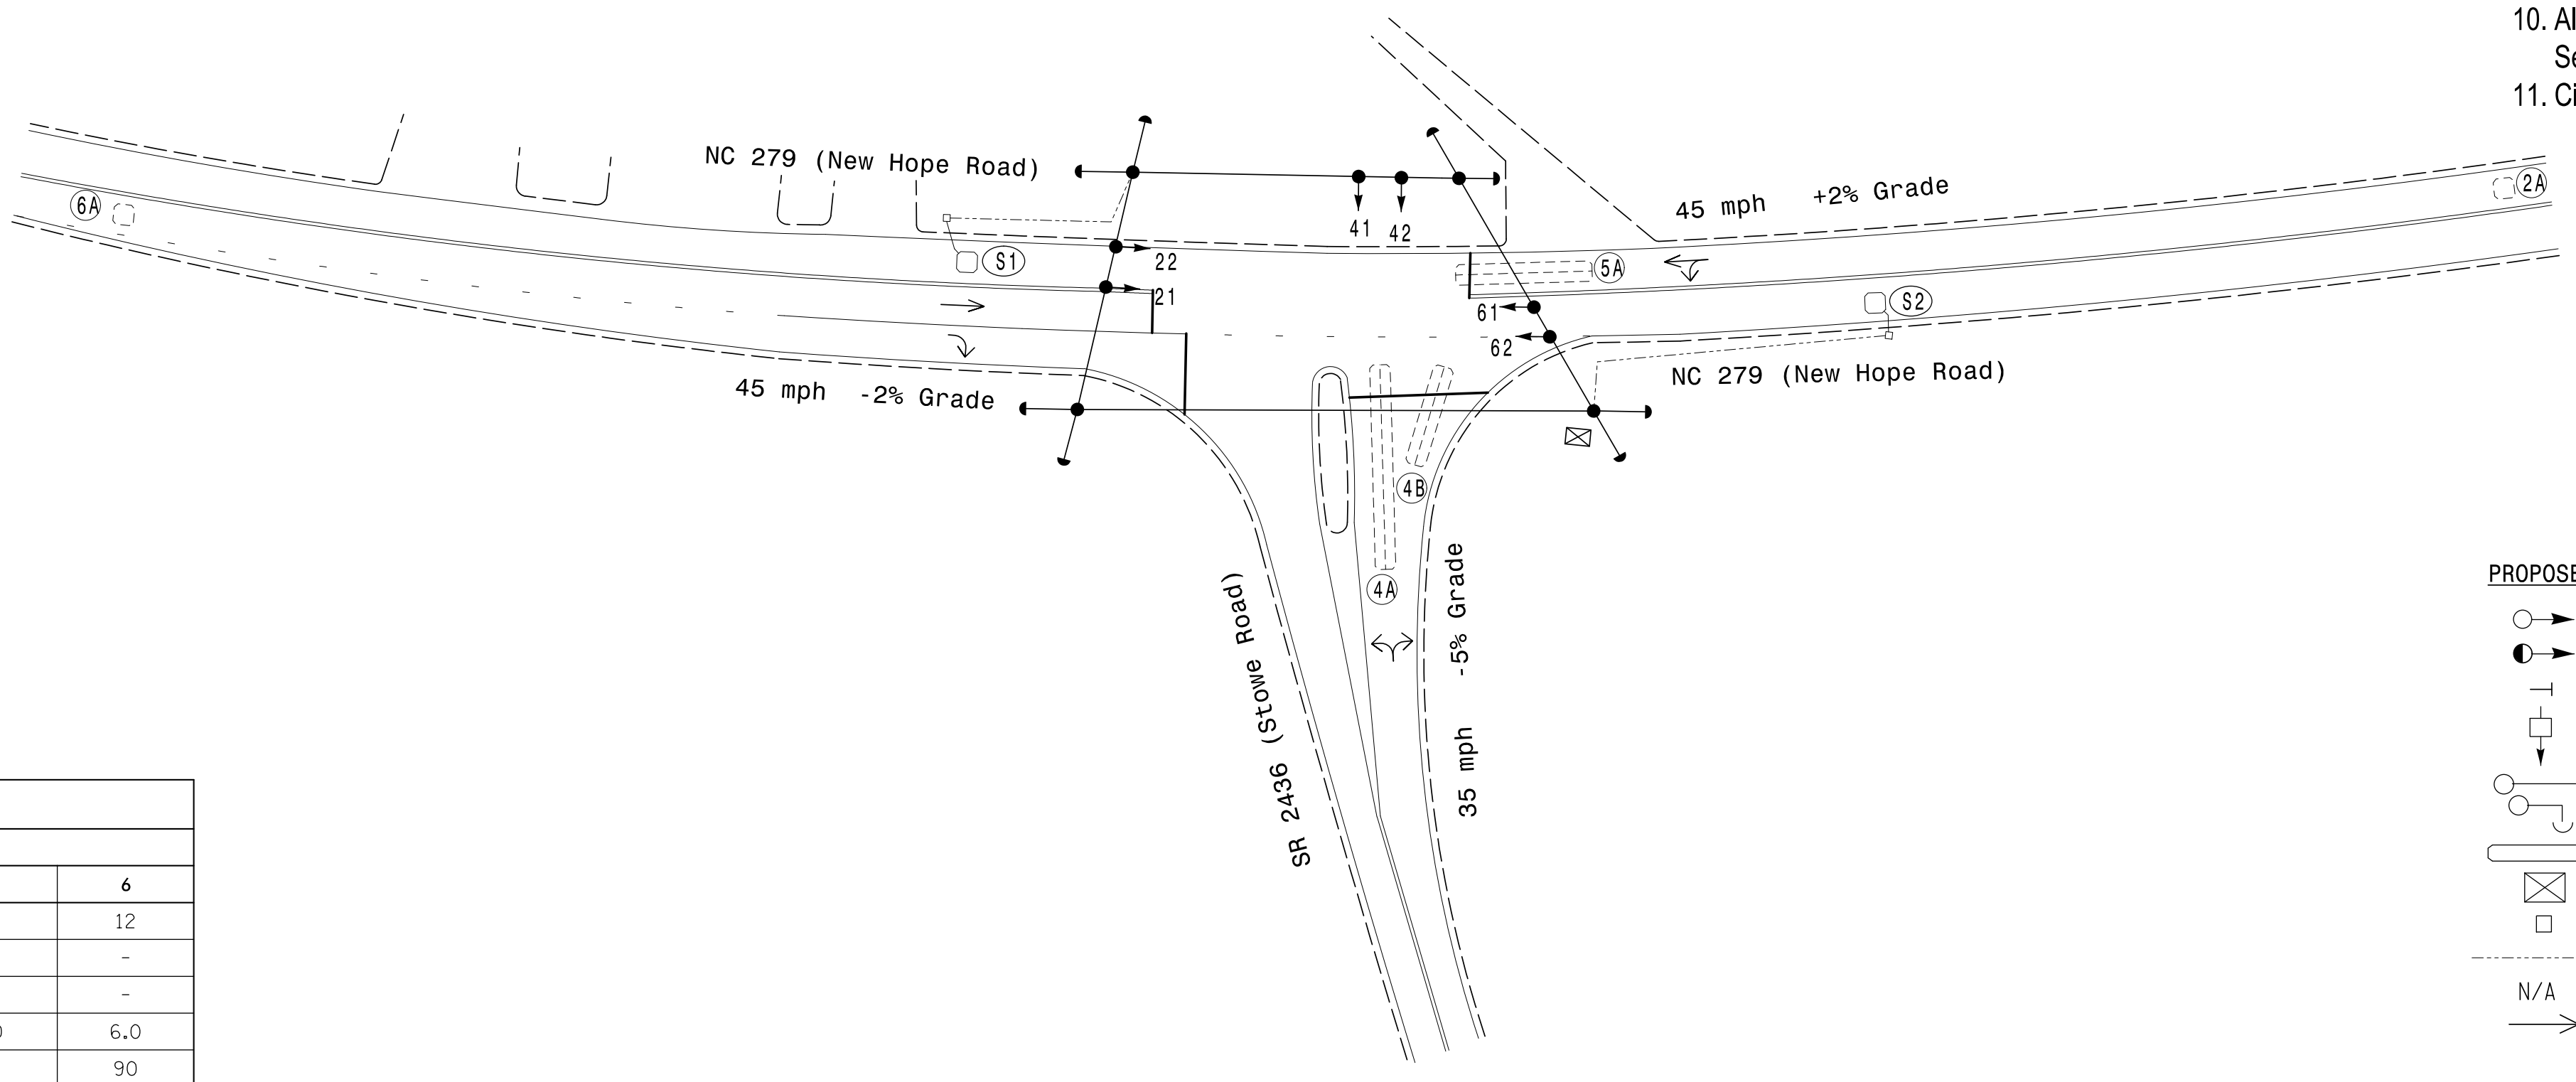 10. Al
Se
11. Ci
NC 279 (New Hope Road)
45 mph +2% Grade
6A
2A
41 42
S1
22
5A
21
61
S2
62
NC 279 (New Hope Road)
45 mph -2% Grade
4B
4A
SR 2436 (Stowe Road)
35 mph -5% Grade
PROPOSE
N/A
6
12
-
-
6.0
90